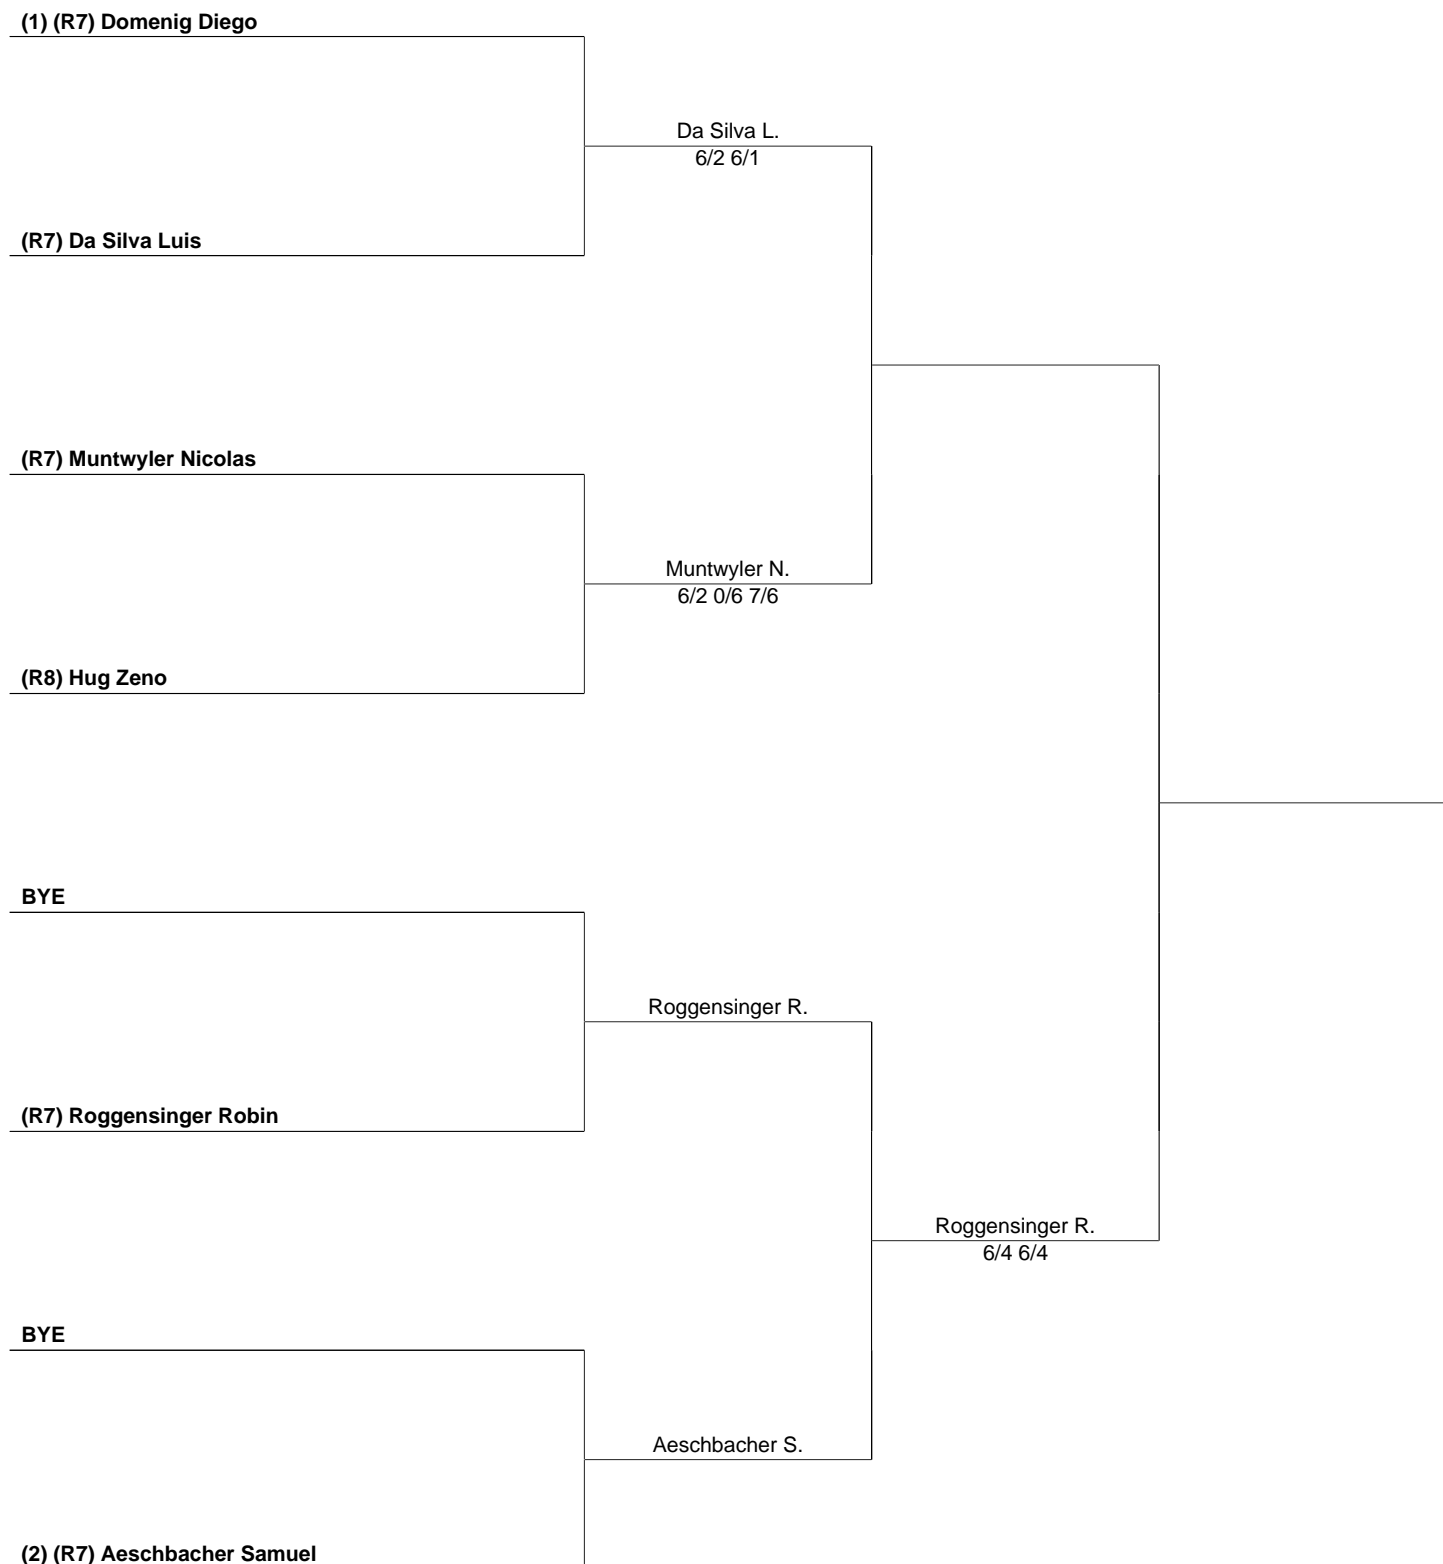 (1) (R7) Domenig Diego
Da Silva L.
6/2 6/1
(R7) Da Silva Luis
(R7) Muntwyler Nicolas
Muntwyler N.
6/2 0/6 7/6
(R8) Hug Zeno
BYE
Roggensinger R.
(R7) Roggensinger Robin
Roggensinger R.
6/4 6/4
BYE
Aeschbacher S.
(2) (R7) Aeschbacher Samuel